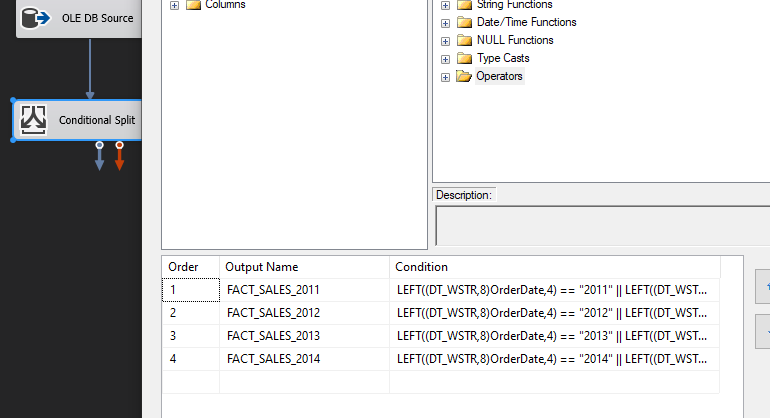 OLE DB Source
Conditional Split
Columns
String Functions
Date/Time Functions
NULL Functions
Type Casts
Operators
Description:
Order Output Name Condition
1 FACT_SALES_2011 LEFT((DT_WSTR,8)OrderDate,4) == "2011" || LEFT((DT_WST...
2 FACT_SALES_2012 LEFT((DT_WSTR,8)OrderDate,4) == "2012" || LEFT((DT_WST...
3 FACT_SALES_2013 LEFT((DT_WSTR,8)OrderDate,4) == "2013" || LEFT((DT_WST...
4 FACT_SALES_2014 LEFT((DT_WSTR,8)OrderDate,4) == "2014" || LEFT((DT_WST...